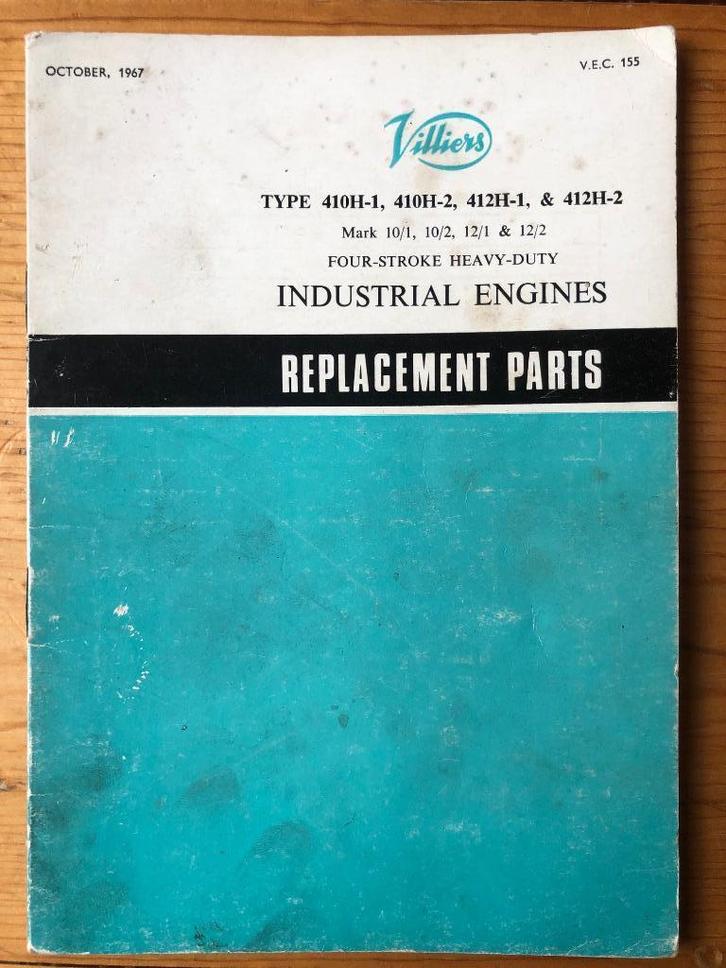 OCTOBER, 1967
V.E.C. 155
Villiers
TYPE 410H-1, 410H-2, 412H-1, & 412H-2
Mark 10/1, 10/2, 12/1 & 12/2
FOUR-STROKE HEAVY-DUTY
INDUSTRIAL ENGINES
REPLACEMENT PARTS